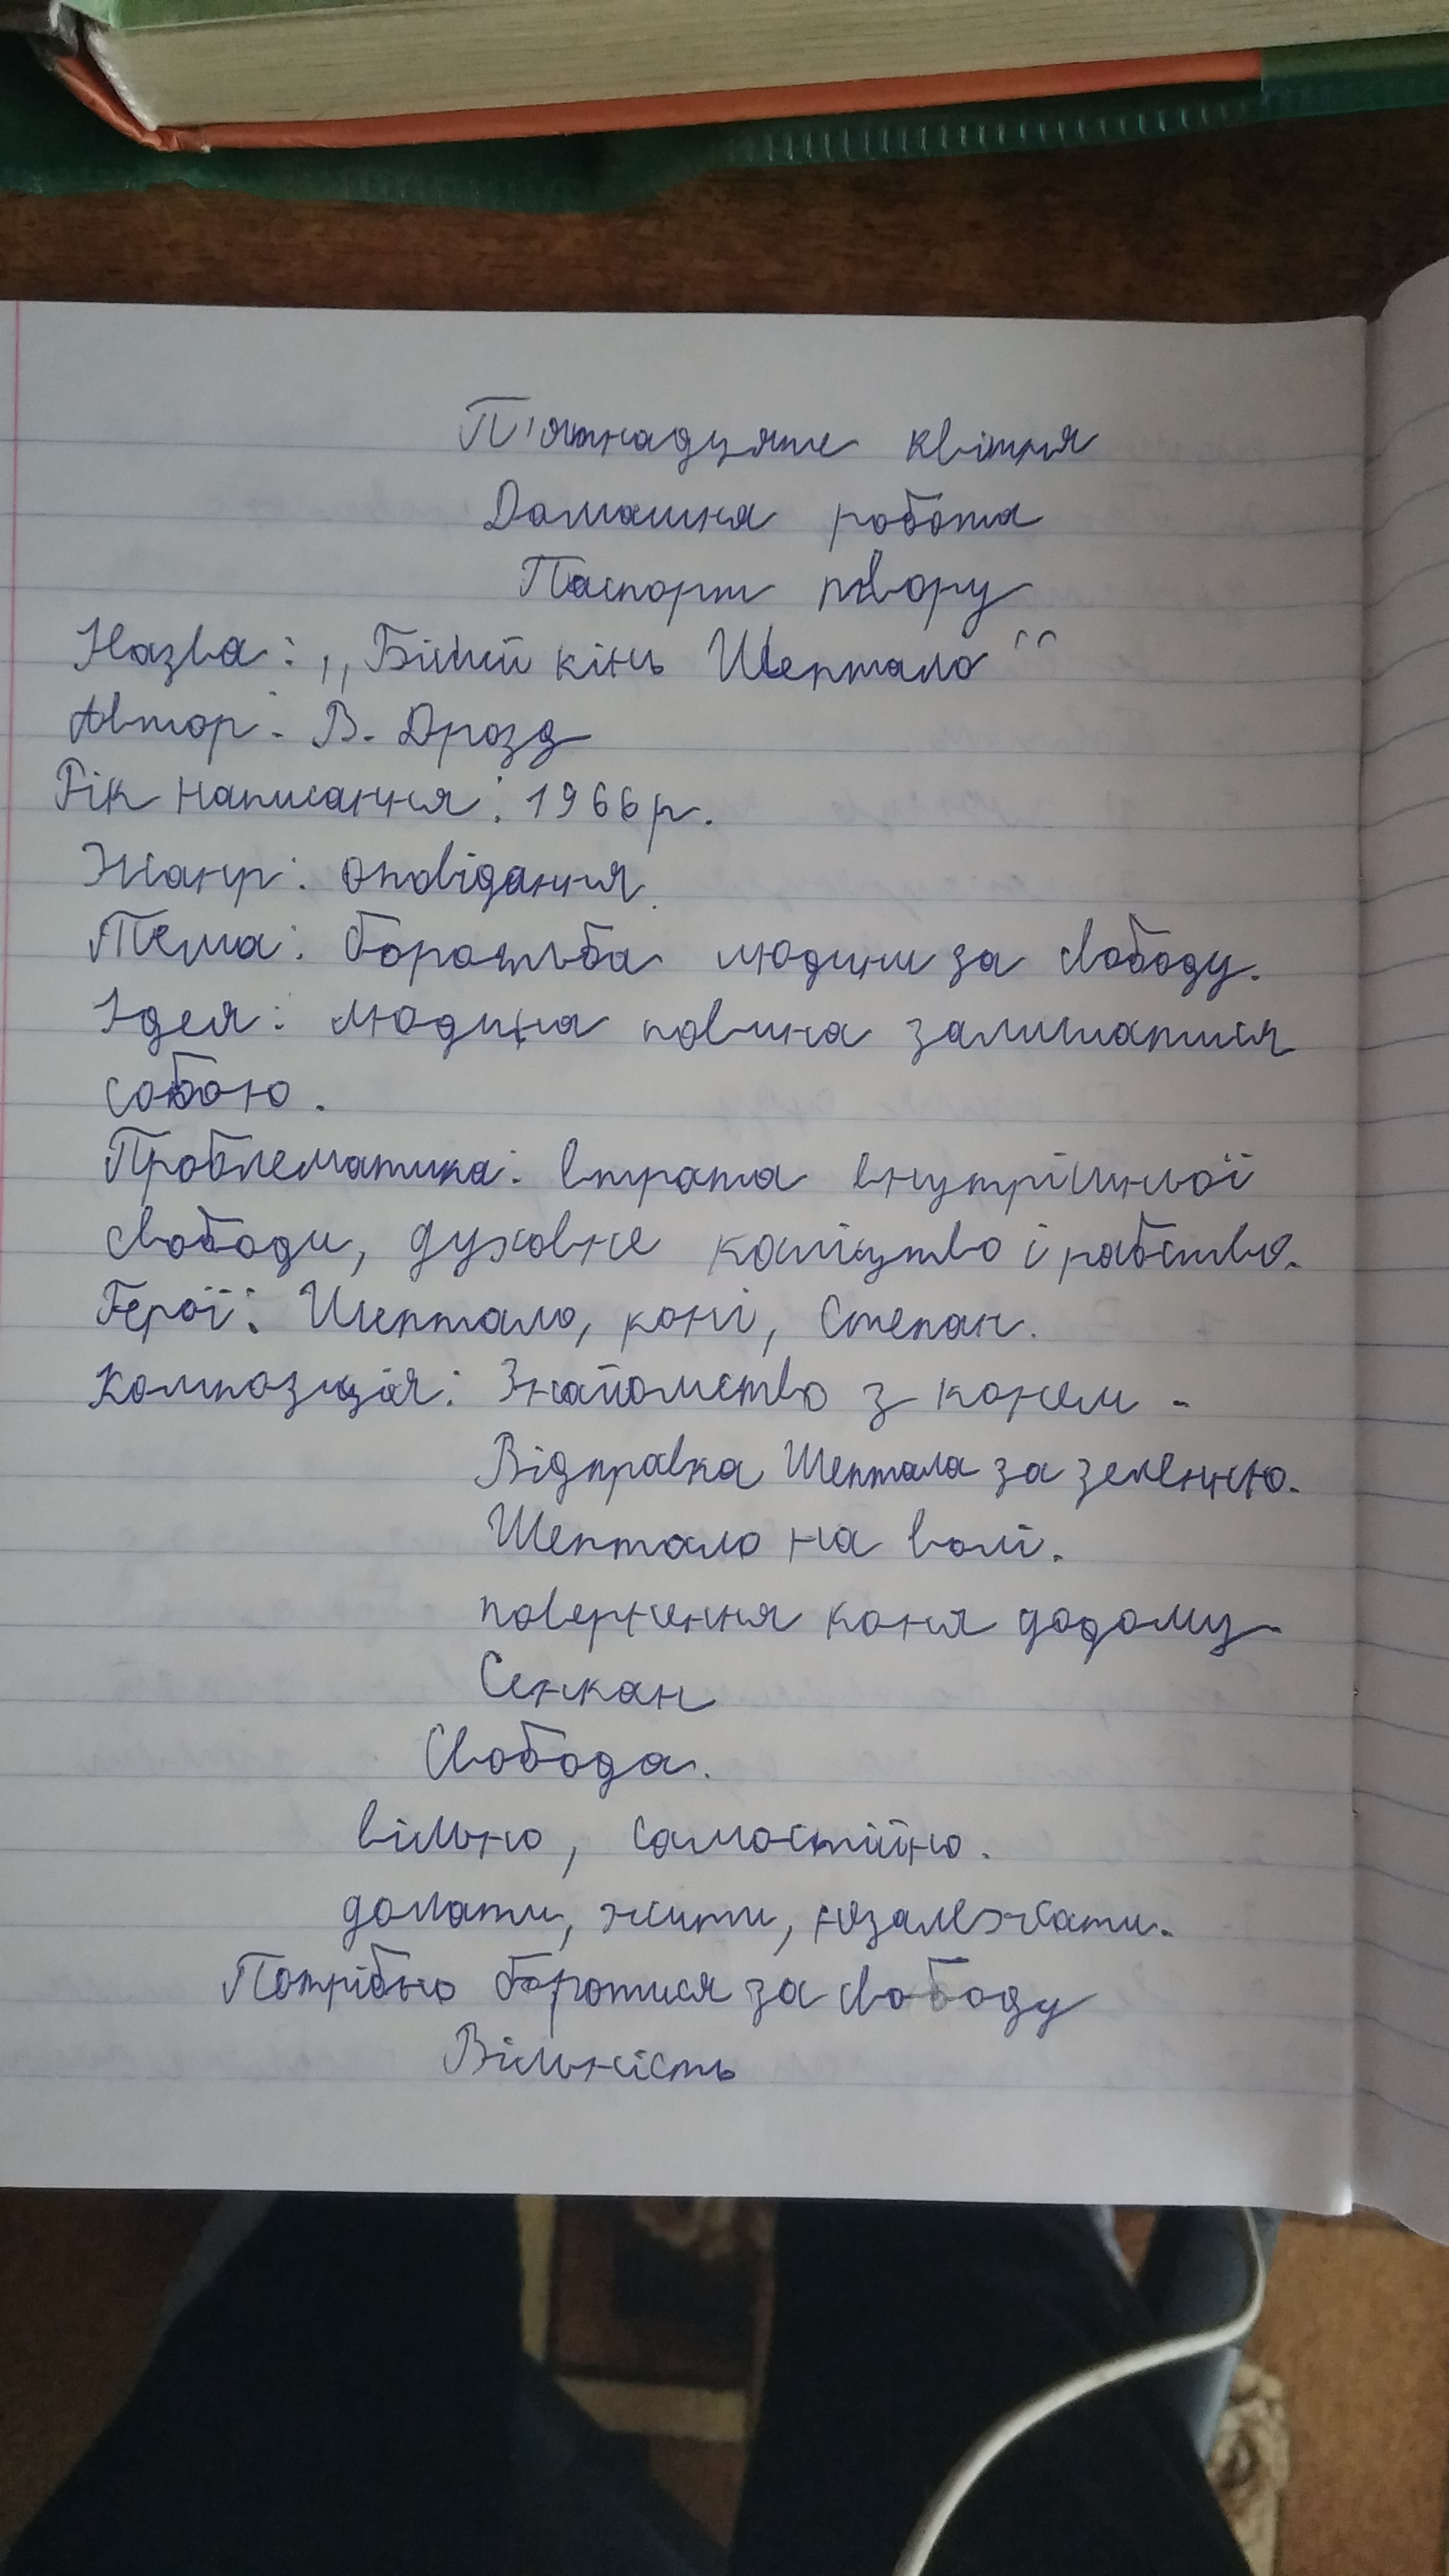 П'ятнадцяте квітня
Домашня робота
Паспорт твору
Назва: ,,Білий кінь Шептало"
Автор: В. Дрозд
Рік написання: 1966 р.
Жанр: оповідання.
Тема: боротьба людини за свободу.
Ідея: людина повина залишатися
собою.
Проблематика: втрата внутрішньої
свободи, духовне каліцтво і рабство.
Герої: Шептало, коні, Степан.
Композиція: Знайомство з конем -
Відправка Шептала за зеленню.
Шептало на волі.
повернення коня додому.
Сенкан
Свобода.
вільно, самостійно.
долати, жити, незалежати.
Потрібно боротися за свободу
Вільність